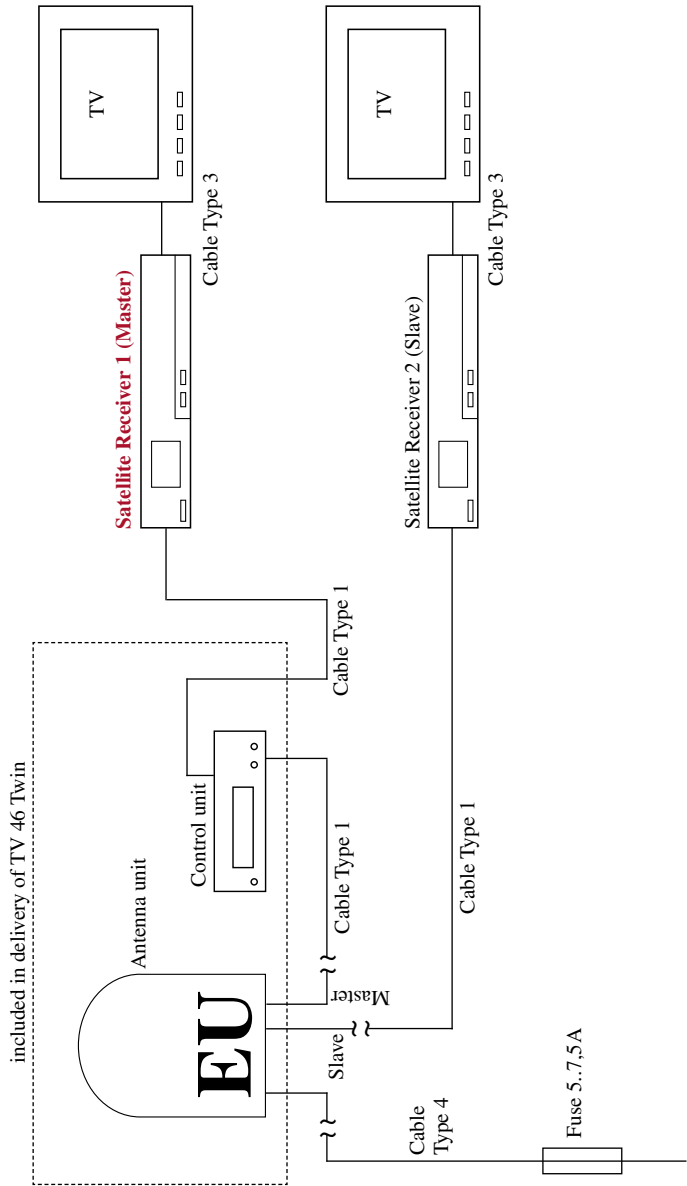 included in delivery of TV 46 Twin
Antenna unit
EU
Control unit
Master
Slave
Cable Type 1
Cable Type 1
Cable Type 1
Cable
Type 4
Fuse 5..7,5 A
Satellite Receiver 1 (Master)
Satellite Receiver 2 (Slave)
Cable Type 3
Cable Type 3
TV
TV